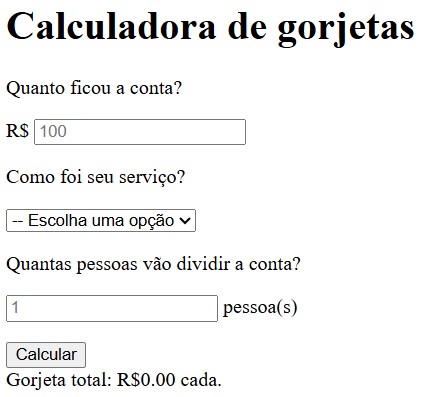 Calculadora de gorjetas
Quanto ficou a conta?
R$ 100
Como foi seu serviço?
-- Escolha uma opção
Quantas pessoas vão dividir a conta?
1 pessoa(s)
Calcular
Gorjeta total: R$0.00 cada.